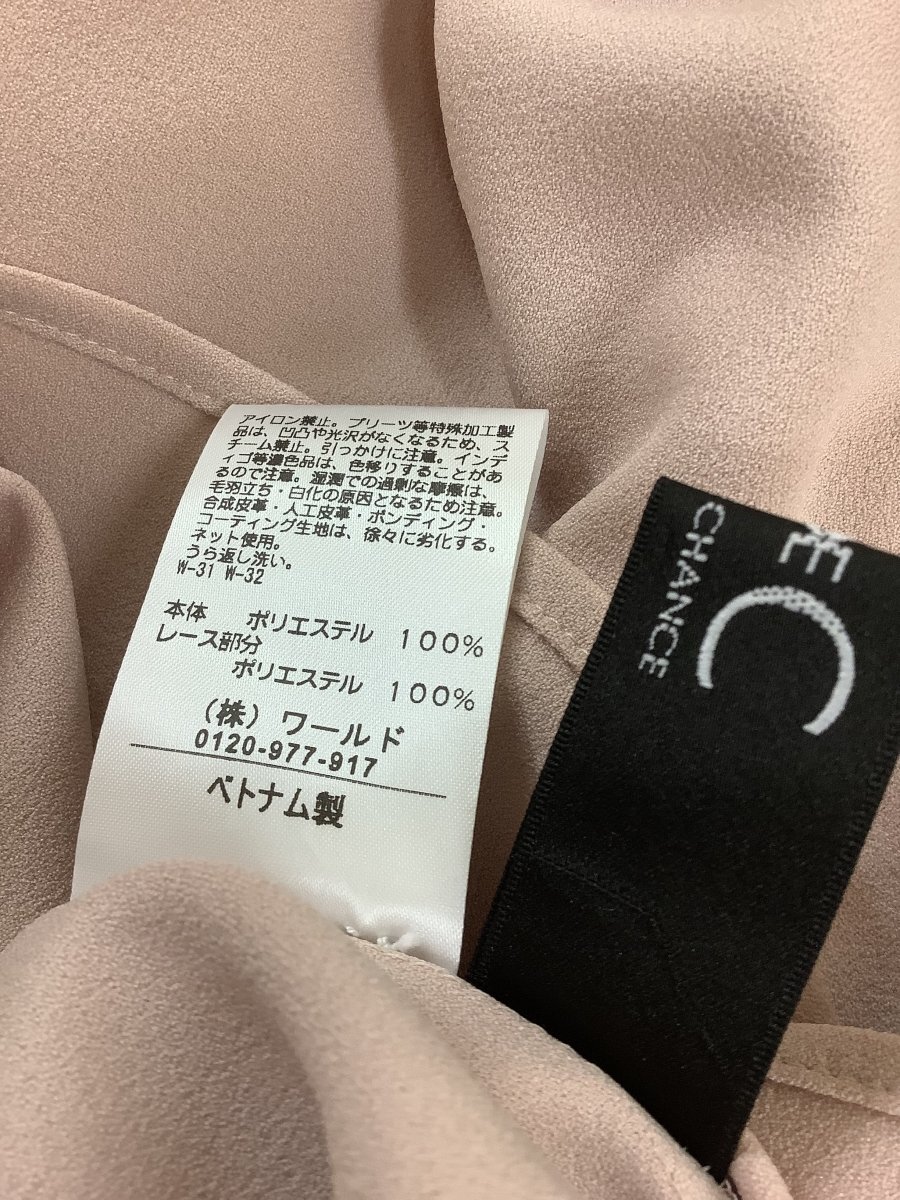 アイロン禁止。プリーツ等特殊加工製
品は、凹凸や光沢がなくなるため、ス
チーム禁止。引っかけに注意。インデ
ィゴ等濃色品は、色移りすることがあ
るので注意。湿潤での過剰な摩擦は、
毛羽立ち・白化の原因となるため注意。
合成皮革・人工皮革・ボンディング・
コーティング生地は、徐々に劣化する。
ネット使用。
うら返し洗い。
W-31 W-32
本体 ポリエステル 100%
レース部分
ポリエステル 100%
(株) ワールド
0120-977-917
ベトナム製
C
CHANCE